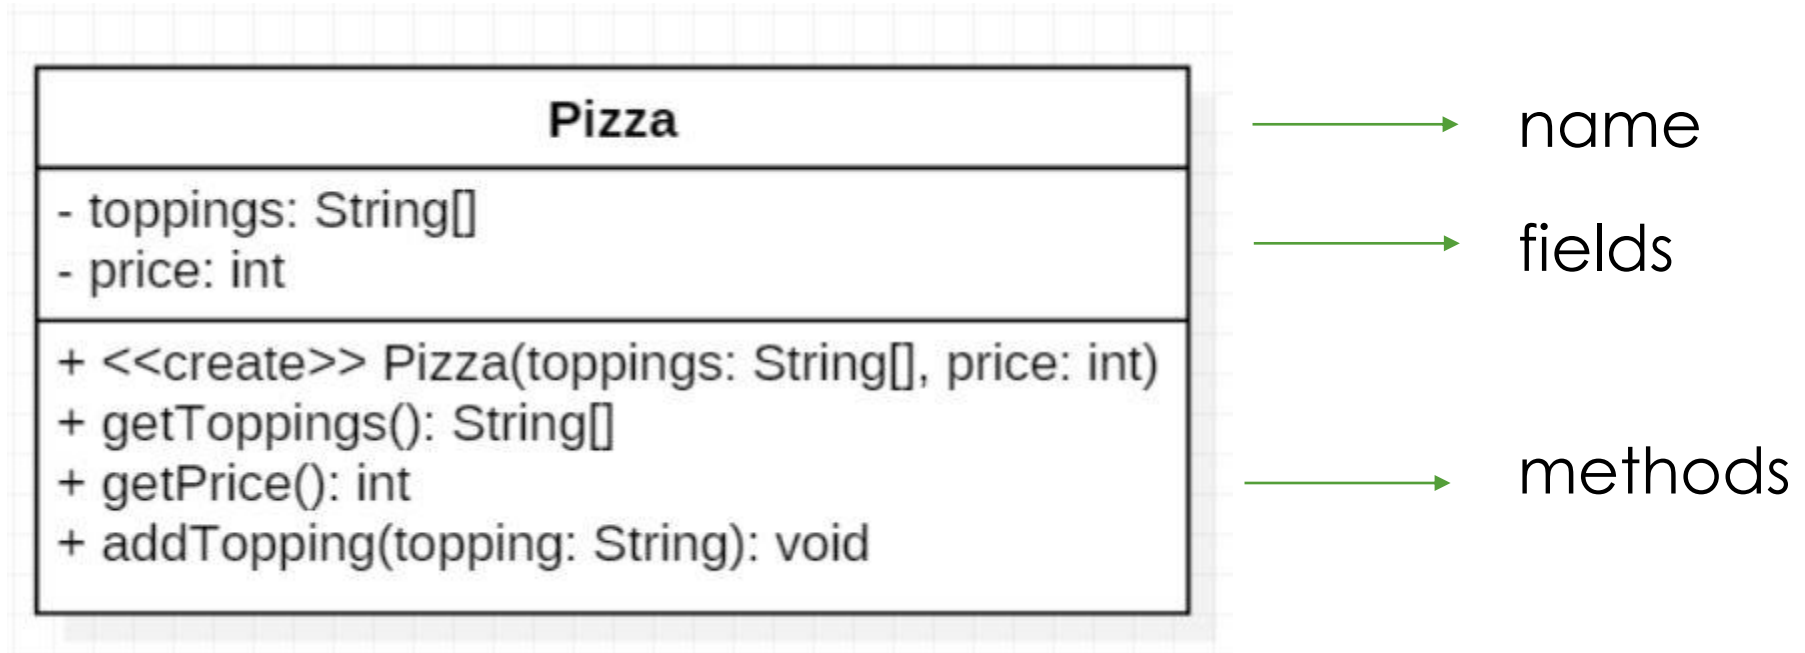 Pizza
name
- toppings: String[]
- price: int
fields
+ <<create>> Pizza(toppings: String[], price: int)
+ getToppings(): String[]
+ getPrice(): int
+ addTopping(topping: String): void
methods